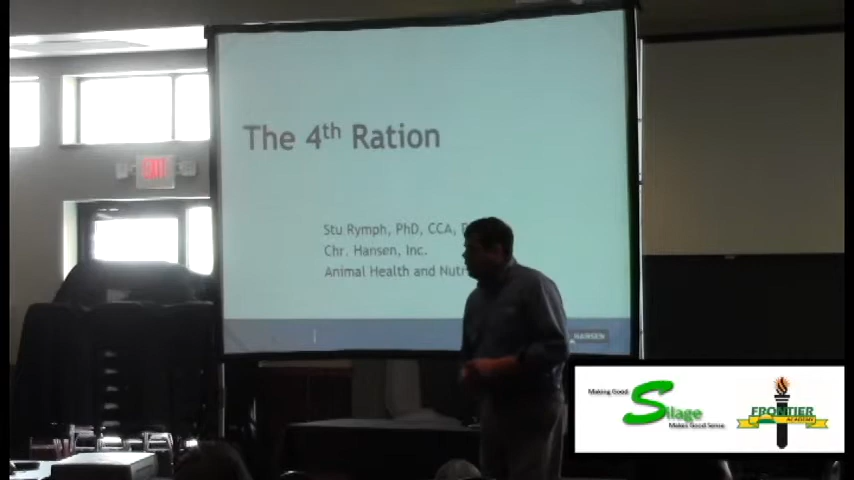 The 4th Ration
EXIT
Stu Rymph, PhD, CCA,
Chr. Hansen, Inc.
Animal Health and
HANSEN
Making Good
Silage
Makes Good Sense
FRONTIER
ACADEMY